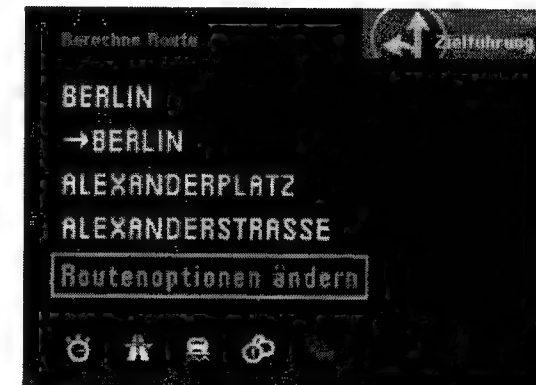 Berechne Route
Zielführung
BERLIN
→BERLIN
ALEXANDERPLATZ
ALEXANDERSTRASSE
Routenoptionen ändern